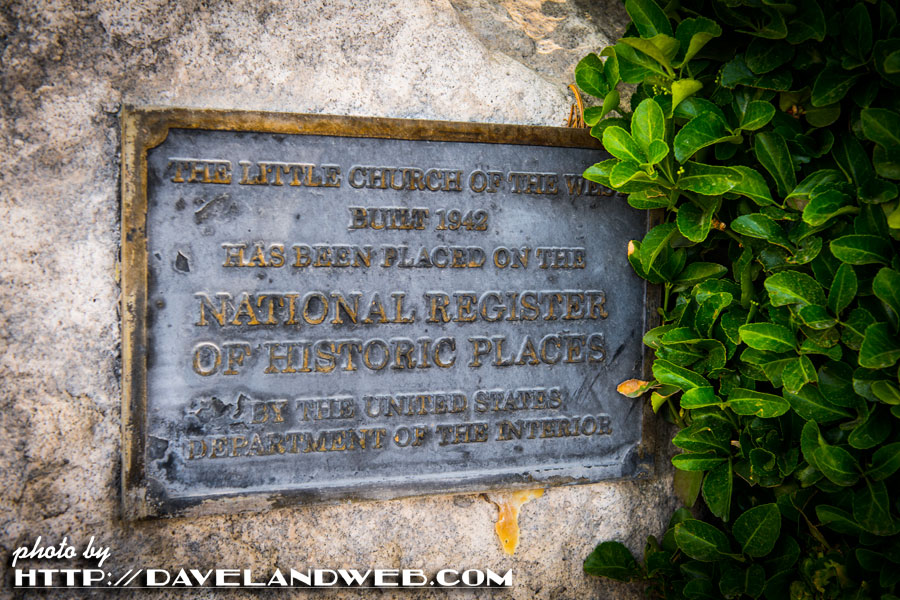 THE LITTLE CHURCH OF THE WE
BUILT 1942
HAS BEEN PLACED ON THE
NATIONAL REGISTER
OF HISTORIC PLACES
BY THE UNITED STATES
DEPARTMENT OF THE INTERIOR
photo by
HTTP://DAVELANDWEB.COM